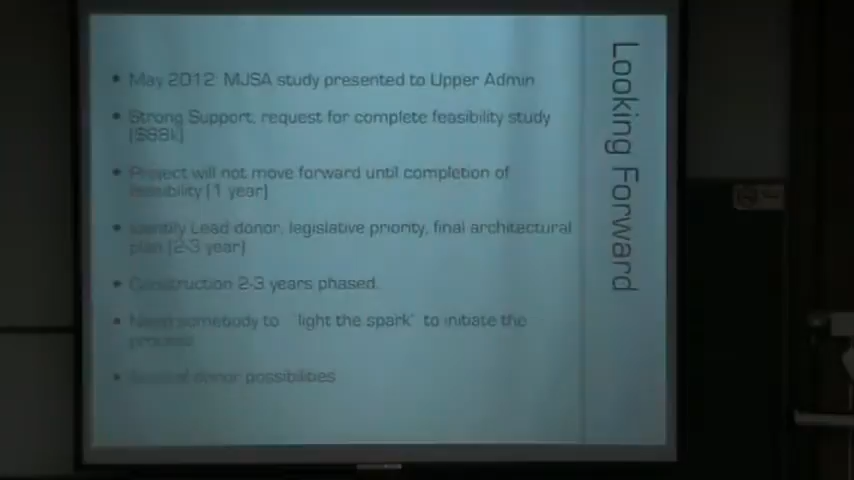 Looking Forward
• May 2012: MJSA study presented to Upper Admin
• Strong Support, request for complete feasibility study
($68k)
• Project will not move forward until completion of
feasibility (1 year)
• Identify Lead donor, legislative priority, final architectural
plan (2-3 year)
• Construction 2-3 years phased.
• Need somebody to 'light the spark' to initiate the
process
• Several donor possibilities